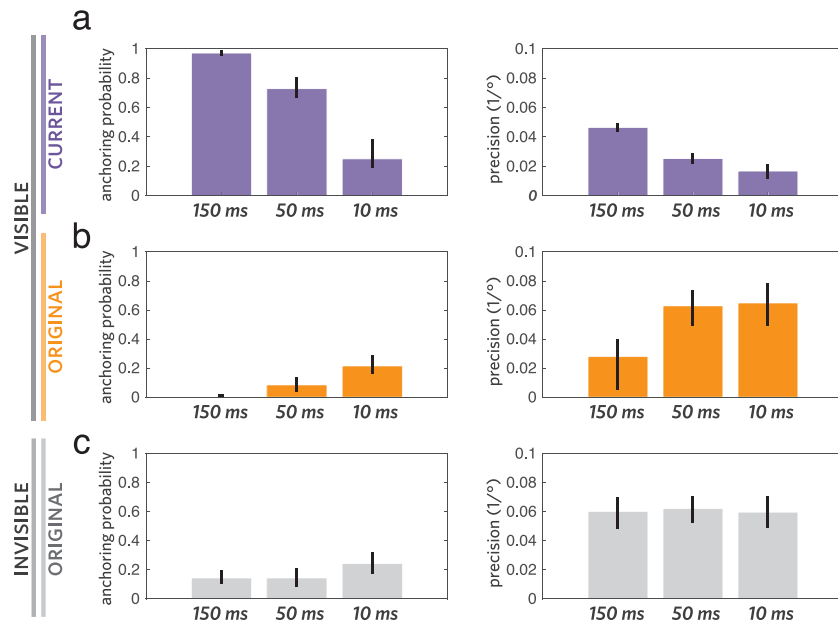 a
VISIBLE
CURRENT
anchoring probability
1
0.8
0.6
0.4
0.2
0
150 ms 50 ms 10 ms
precision (1/°)
0.1
0.08
0.06
0.04
0.02
0
150 ms 50 ms 10 ms
b
ORIGINAL
anchoring probability
1
0.8
0.6
0.4
0.2
0
150 ms 50 ms 10 ms
precision (1/°)
0.1
0.08
0.06
0.04
0.02
0
150 ms 50 ms 10 ms
c
INVISIBLE
ORIGINAL
anchoring probability
1
0.8
0.6
0.4
0.2
0
150 ms 50 ms 10 ms
precision (1/°)
0.1
0.08
0.06
0.04
0.02
0
150 ms 50 ms 10 ms